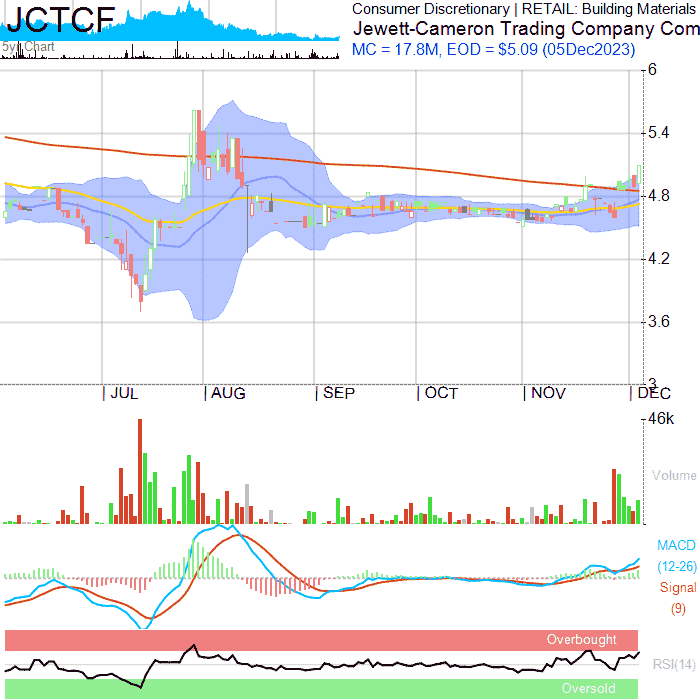 JCTCF
Consumer Discretionary | RETAIL: Building Materials
Jewett-Cameron Trading Company Com
5yr Chart
MC = 17.8M, EOD = $5.09 (05Dec2023)
6
5.4
4.8
4.2
3.6
3
JUL AUG SEP OCT NOV DEC
46k
Volume
MACD
(12-26)
Signal
(9)
Overbought
RSI(14)
Oversold